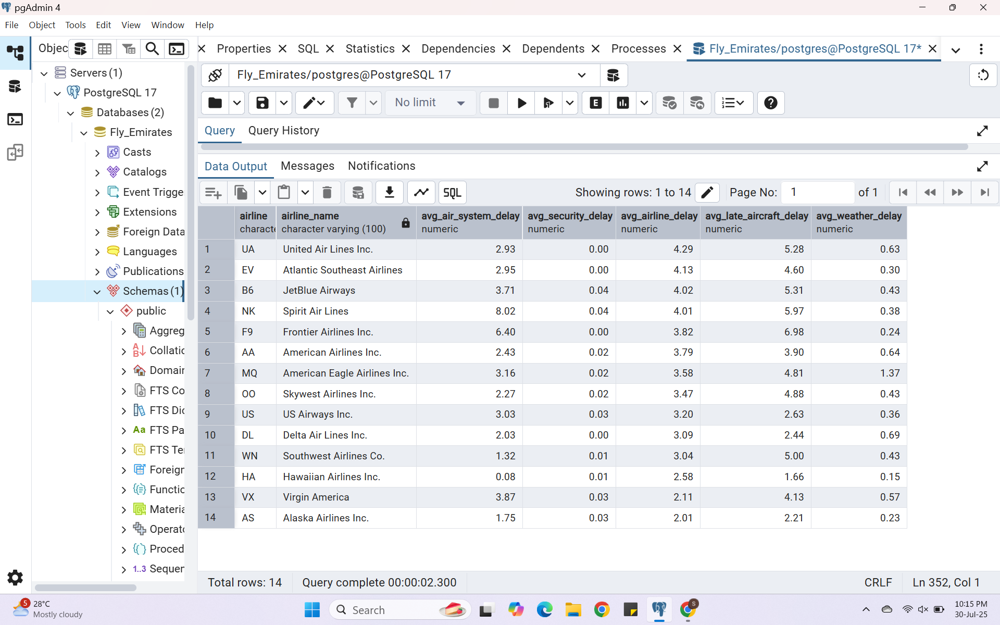 pgAdmin 4
File Object Tools Edit View Window Help
Objec
Properties SQL Statistics Dependencies Dependents Processes Fly_Emirates/postgres@PostgreSQL 17*
Servers (1)
PostgreSQL 17
Databases (2)
Fly_Emirates
Casts
Catalogs
Event Trigge
Extensions
Foreign Data
Languages
Publications
Schemas (1)
public
Aggreg
Collatic
Domair
FTS Co
FTS Dic
FTS Pa
FTS Ter
Foreigr
Functic
Materia
Operato
Proced
1..3 Sequer
Fly_Emirates/postgres@PostgreSQL 17
No limit
Query Query History
Data Output Messages Notifications
SQL Showing rows: 1 to 14 Page No: 1 of 1
airline airline_name avg_air_system_delay avg_security_delay avg_airline_delay avg_late_aircraft_delay avg_weather_delay
characte character varying (100) numeric numeric numeric numeric numeric
1 UA United Air Lines Inc. 2.93 0.00 4.29 5.28 0.63
2 EV Atlantic Southeast Airlines 2.95 0.00 4.13 4.60 0.30
3 B6 JetBlue Airways 3.71 0.04 4.02 5.31 0.43
4 NK Spirit Air Lines 8.02 0.04 4.01 5.97 0.38
5 F9 Frontier Airlines Inc. 6.40 0.00 3.82 6.98 0.24
6 AA American Airlines Inc. 2.43 0.02 3.79 3.90 0.64
7 MQ American Eagle Airlines Inc. 3.16 0.02 3.58 4.81 1.37
8 OO Skywest Airlines Inc. 2.27 0.02 3.47 4.88 0.43
9 US US Airways Inc. 3.03 0.03 3.20 2.63 0.36
10 DL Delta Air Lines Inc. 2.03 0.00 3.09 2.44 0.69
11 WN Southwest Airlines Co. 1.32 0.01 3.04 5.00 0.43
12 HA Hawaiian Airlines Inc. 0.08 0.01 2.58 1.66 0.15
13 VX Virgin America 3.87 0.03 2.11 4.13 0.57
14 AS Alaska Airlines Inc. 1.75 0.03 2.01 2.21 0.23
Total rows: 14 Query complete 00:00:02.300 CRLF Ln 352, Col 1
5 28°C
Mostly cloudy
Search
S
10:15 PM
30-Jul-25